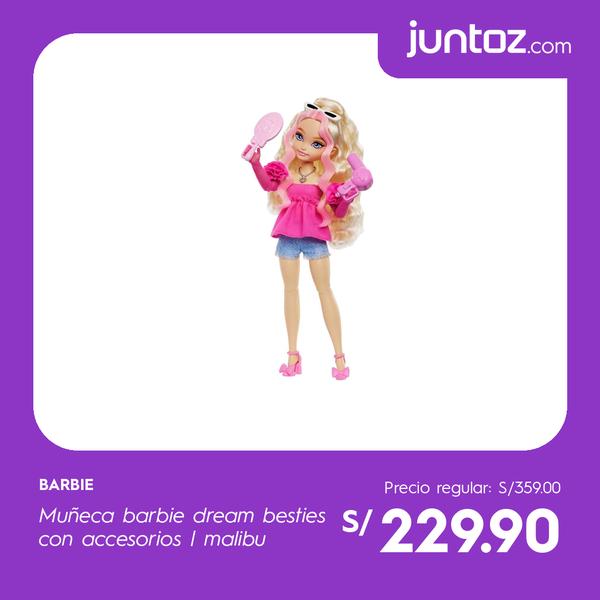 juntoz.com
BARBIE
Muñeca barbie dream besties
con accesorios | malibu
Precio regular: S/359.00
S/ 229.90